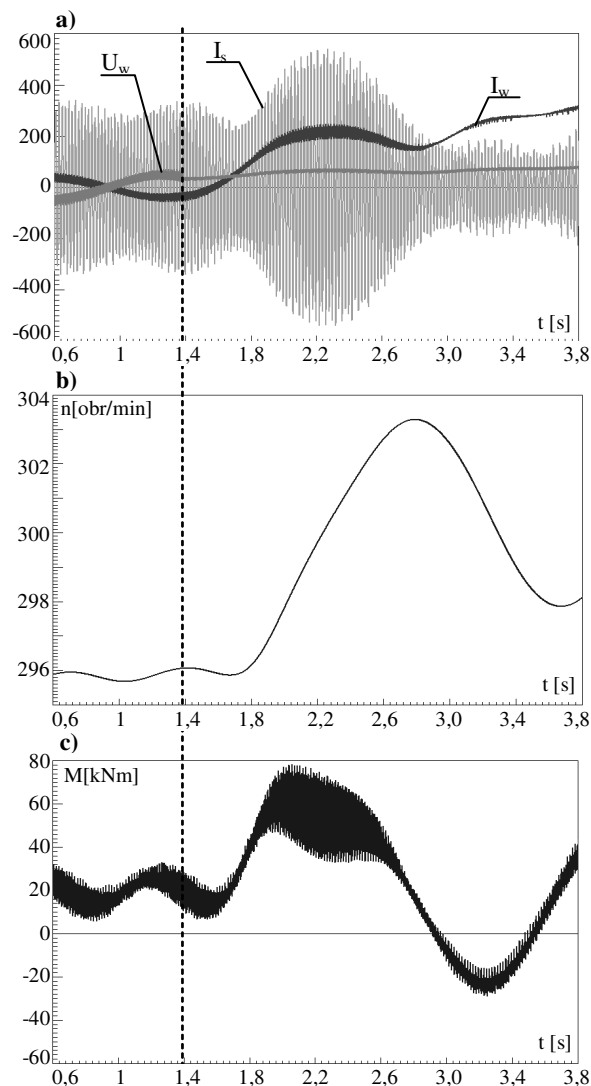 a)
600
400
200
0
-200
-400
-600
U_w
I_s
I_w
t [s]
0,6 1 1,4 1,8 2,2 2,6 3,0 3,4 3,8
b)
n[obr/min]
304
302
300
298
296
t [s]
0,6 1 1,4 1,8 2,2 2,6 3,0 3,4 3,8
c)
M[kNm]
80
60
40
20
0
-20
-40
-60
t [s]
0,6 1 1,4 1,8 2,2 2,6 3,0 3,4 3,8